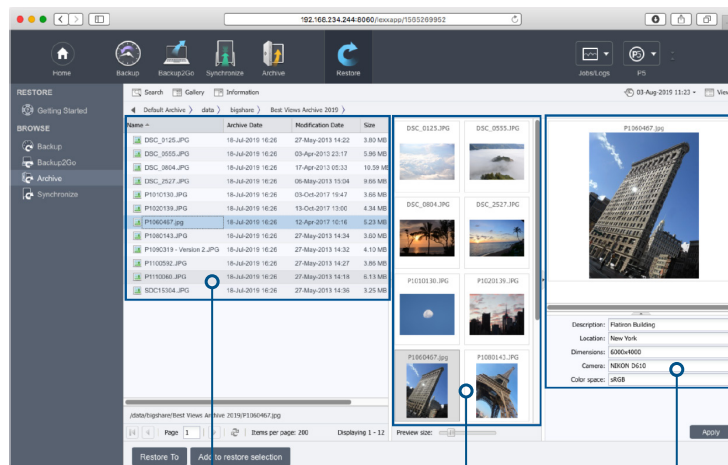 192.168.234.244:8060/lexxapp/1565269952
Home
Backup
Backup2Go
Synchronize
Archive
Restore
Jobs/Logs
P5
RESTORE
Getting Started
BROWSE
Backup
Backup2Go
Archive
Synchronize
Search
Gallery
Information
03-Aug-2019 11:23
View
Default Archive
data
bigshare
Best Views Archive 2019
Name
Archive Date
Modification Date
Size
DSC_0125.JPG 18-Jul-2019 16:26 27-May-2013 14:22 3.80 MB
DSC_0555.JPG 18-Jul-2019 16:26 03-Apr-2013 23:17 5.96 MB
DSC_0804.JPG 18-Jul-2019 16:26 17-Apr-2013 05:33 10.59 MB
DSC_2527.JPG 18-Jul-2019 16:26 06-May-2013 15:04 9.66 MB
P1010130.JPG 18-Jul-2019 16:26 03-Oct-2017 19:47 3.66 MB
P1020139.JPG 18-Jul-2019 16:26 13-Oct-2017 13:00 4.34 MB
P1060467.jpg 18-Jul-2019 16:26 12-Apr-2017 10:16 5.23 MB
P1080143.JPG 18-Jul-2019 16:26 27-May-2013 14:34 3.60 MB
P1090319 - Version 2.JPG 18-Jul-2019 16:26 27-May-2013 14:32 4.10 MB
P1100592.JPG 18-Jul-2019 16:26 27-May-2013 14:27 3.86 MB
P1110060.JPG 18-Jul-2019 16:26 27-May-2013 14:18 6.13 MB
SDC15304.JPG 18-Jul-2019 16:26 27-May-2013 14:36 3.25 MB
/data/bigshare/Best Views Archive 2019/P1060467.jpg
Page 1
Items per page: 200
Displaying 1 - 12
Restore To
Add to restore selection
DSC_0125.JPG
DSC_0555.JPG
DSC_0804.JPG
DSC_2527.JPG
P1010130.JPG
P1020139.JPG
P1060467.jpg
P1080143.JPG
Preview size:
P1060467.jpg
Description: Flatiron Building
Location: New York
Dimensions: 6000x4000
Camera: NIKON D610
Color space: sRGB
Apply